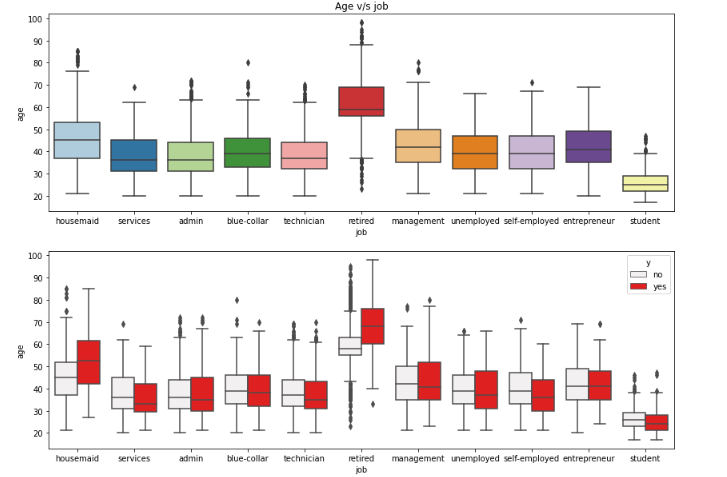 Age v/s job
100
90
80
70
60
50
40
30
20
age
housemaid services admin blue-collar technician retired management unemployed self-employed entrepreneur student
job
100
90
80
70
60
50
40
30
20
age
y
no
yes
housemaid services admin blue-collar technician retired management unemployed self-employed entrepreneur student
job